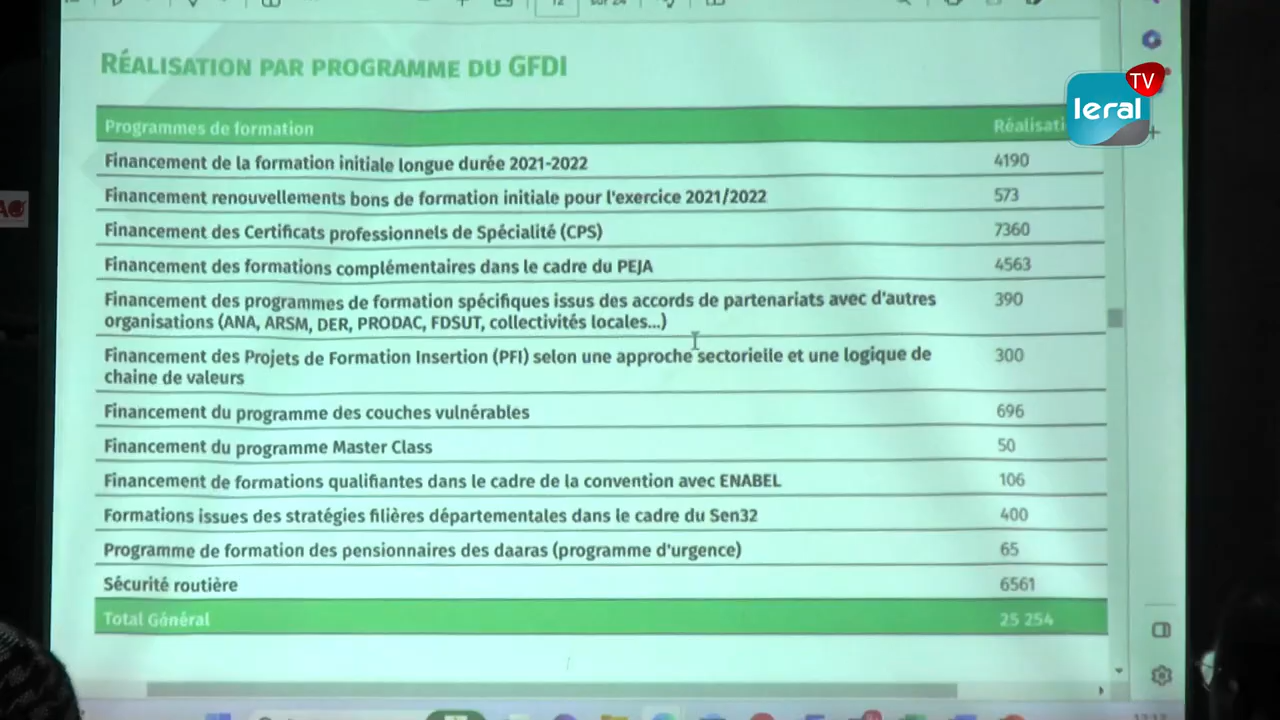 RÉALISATION PAR PROGRAMME DU GFDI
TV
leral
Programmes de formation Réalisati
Financement de la formation initiale longue durée 2021-2022 4190
Financement renouvellements bons de formation initiale pour l'exercice 2021/2022 573
Financement des Certificats professionnels de Spécialité (CPS) 7360
Financement des formations complémentaires dans le cadre du PEJA 4563
Financement des programmes de formation spécifiques issus des accords de partenariats avec d'autres 390
organisations (ANA, ARSM, DER, PRODAC, FDSUT, collectivités locales...)
Financement des Projets de Formation Insertion (PFI) selon une approche sectorielle et une logique de 300
chaine de valeurs
Financement du programme des couches vulnérables 696
Financement du programme Master Class 50
Financement de formations qualifiantes dans le cadre de la convention avec ENABEL 106
Formations issues des stratégies filières départementales dans le cadre du Sen32 400
Programme de formation des pensionnaires des daaras (programme d'urgence) 65
Sécurité routière 6561
Total Général 25 254